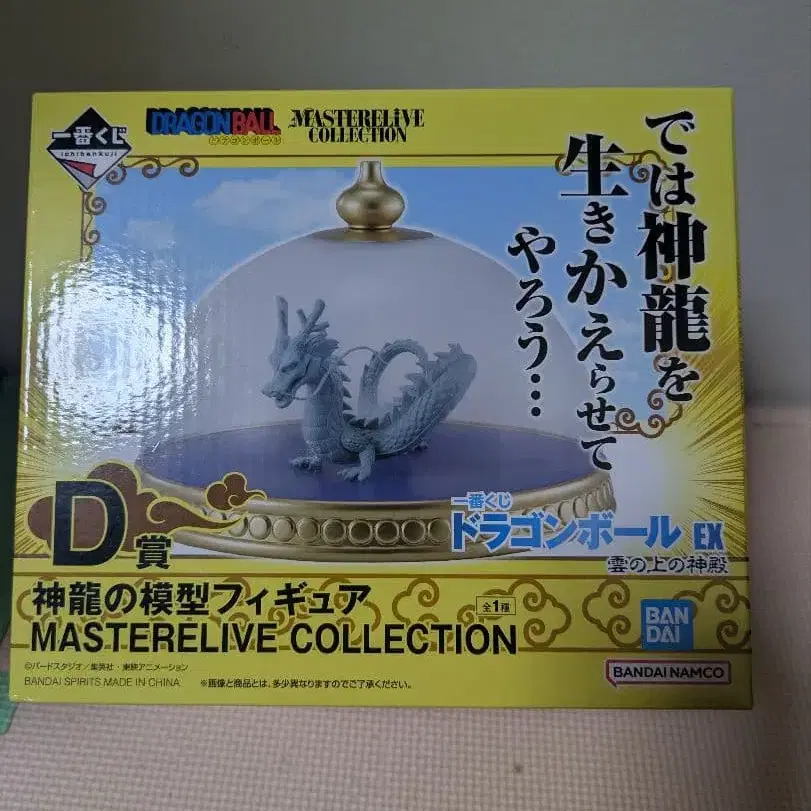 一番くじ
ichibankuji
DRAGON BALL
MASTERELIVE
COLLECTION
では神龍を
生きかえらせて
やろう…
一番くじ
ドラゴンボール EX
雲の上の神殿
D賞
神龍の模型フィギュア
全1種
MASTERELIVE COLLECTION
©バードスタジオ／集英社・東映アニメーション
BANDAI SPIRITS MADE IN CHINA
※画像と商品とは、多少異なりますのでご了承ください。
BAN
DAI
BANDAI NAMCO